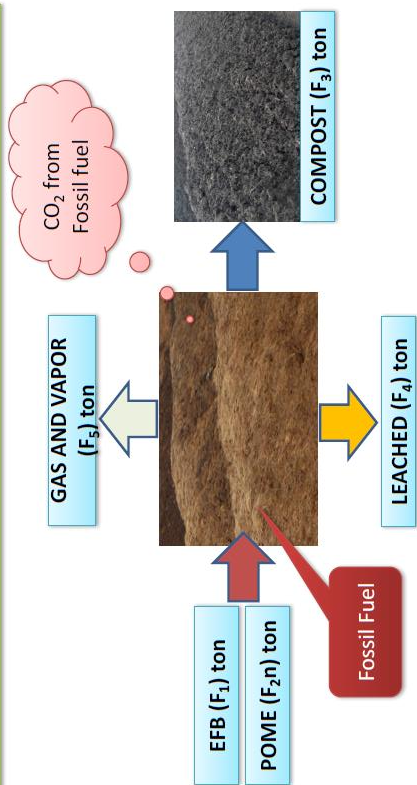 EFB (F₁) ton
POME (F₂n) ton
Fossil Fuel
GAS AND VAPOR
(F₅) ton
LEACHED (F₄) ton
CO₂ from
Fossil fuel
COMPOST (F₃) ton